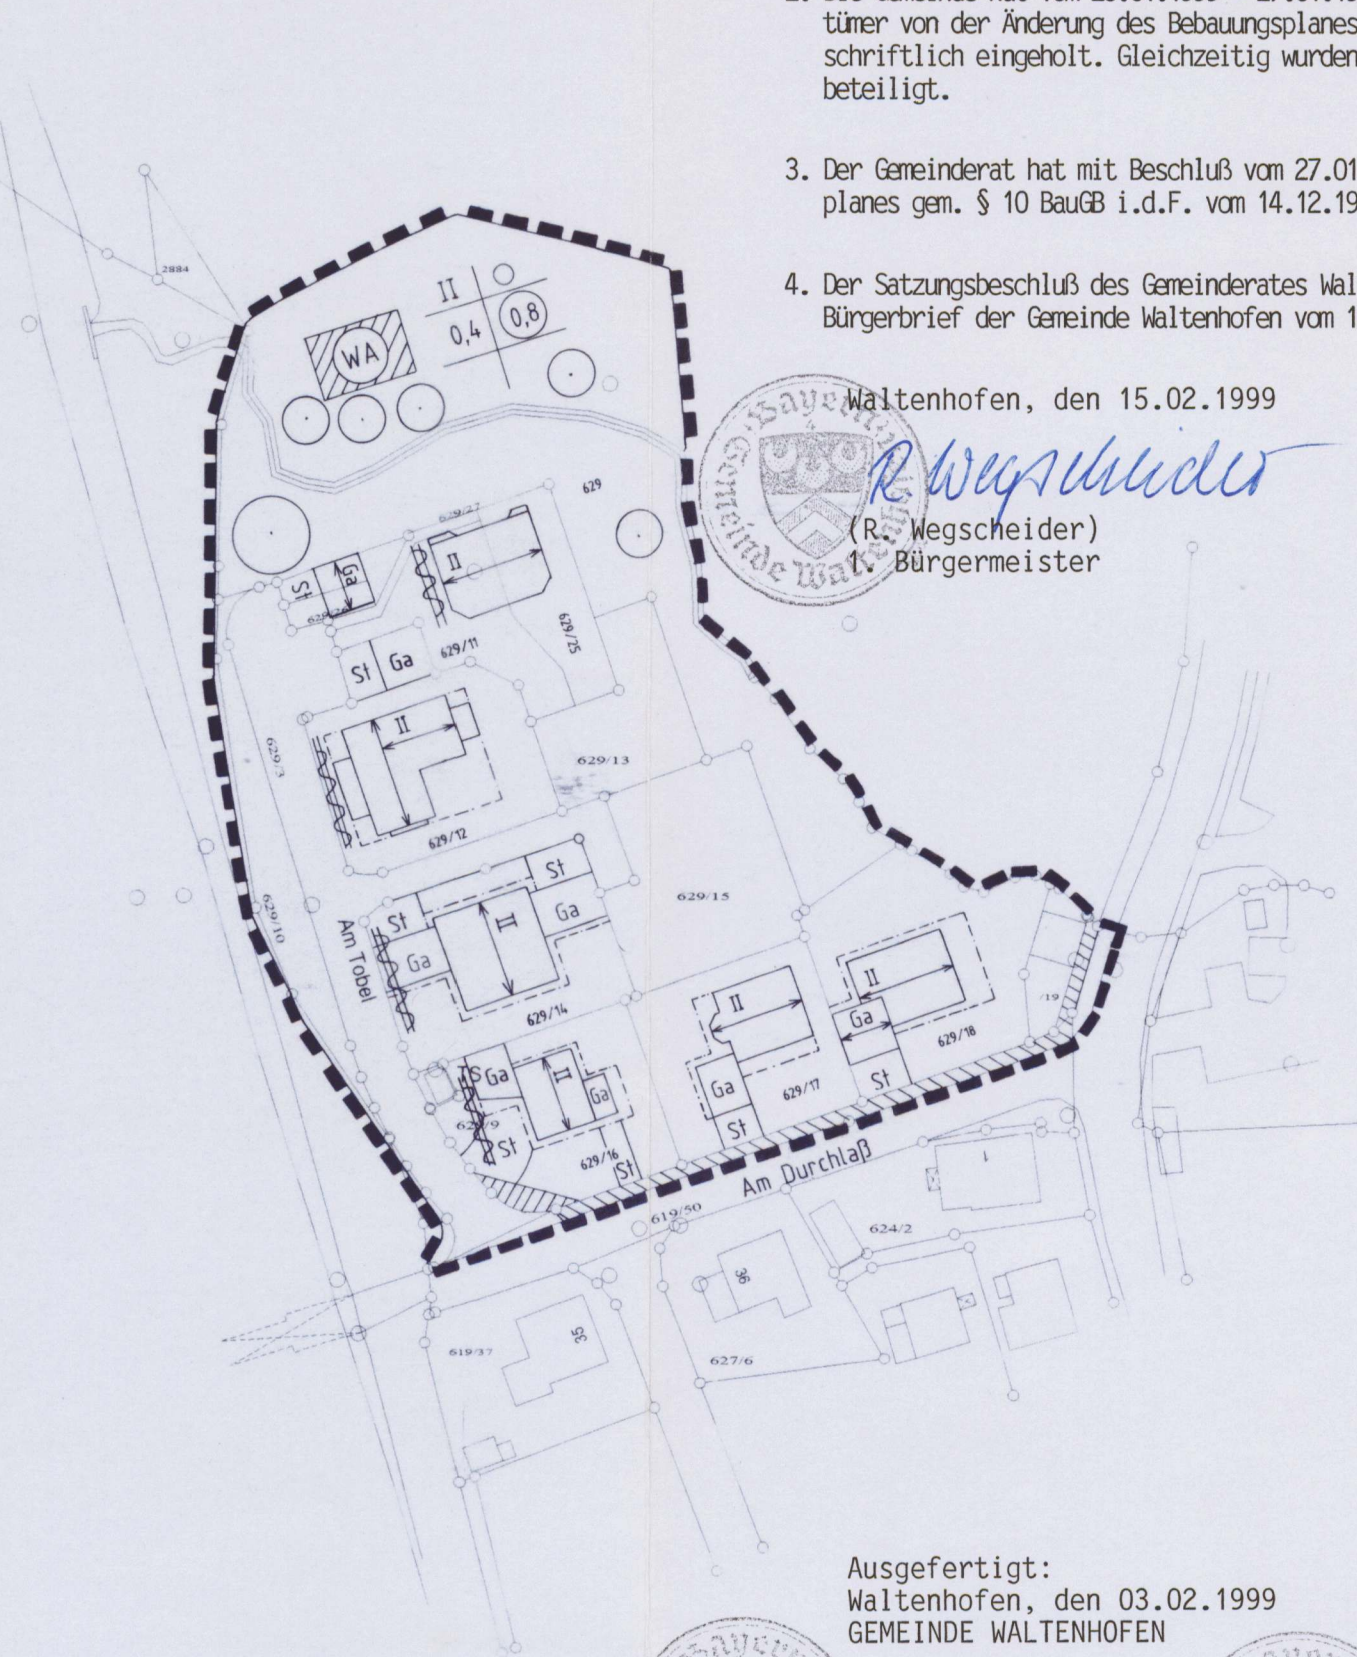 tümer von der Änderung des Bebauungsplanes
schriftlich eingeholt. Gleichzeitig wurden
beteiligt.
3. Der Gemeinderat hat mit Beschluß vom 27.01
planes gem. § 10 BauGB i.d.F. vom 14.12.19
4. Der Satzungsbeschluß des Gemeinderates Wal
Bürgerbrief der Gemeinde Waltenhofen vom 1
Waltenhofen, den 15.02.1999
R. Wegscheider
(R. Wegscheider)
1. Bürgermeister
2884
II
0,4
0,8
WA
629
629/27
II
St
Ga
629/25
629/11
St
Ga
II
629/3
629/13
629/12
St
629/15
St
Ga
II
Ga
629/10
Am Tobel
629/14
II
II
Ga
/19
629/18
TS
Ga
II
Ga
Ga
629/17
St
St
St
629/16
St
Am Durchlaß
619/50
624/2
36
35
619/37
627/6
Ausgefertigt:
Waltenhofen, den 03.02.1999
GEMEINDE WALTENHOFEN